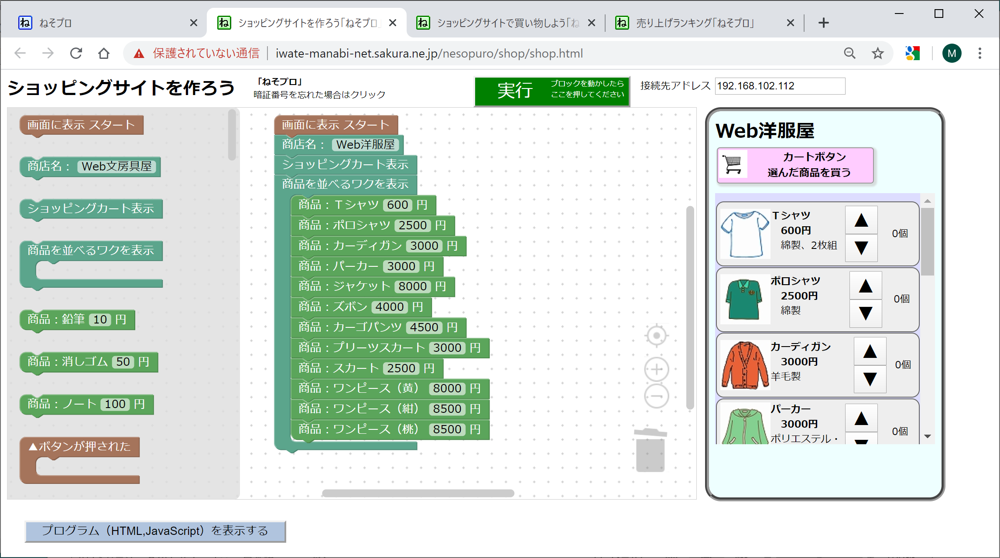 ねそプロ
ショッピングサイトを作ろう「ねそプロ」
ショッピングサイトで買い物しよう「ね
売り上げランキング「ねそプロ」
保護されていない通信
iwate-manabi-net.sakura.ne.jp/nesopuro/shop/shop.html
M
ショッピングサイトを作ろう
「ねそプロ」
暗証番号を忘れた場合はクリック
実行
ブロックを動かしたら
ここを押してください
接続先アドレス 192.168.102.112
画面に表示 スタート
商店名： Web文房具屋
ショッピングカート表示
商品を並べるワクを表示
商品：鉛筆 10 円
商品：消しゴム 50 円
商品：ノート 100 円
▲ボタンが押された
画面に表示 スタート
商店名： Web洋服屋
ショッピングカート表示
商品を並べるワクを表示
商品：Ｔシャツ 600 円
商品：ポロシャツ 2500 円
商品：カーディガン 3000 円
商品：パーカー 3000 円
商品：ジャケット 8000 円
商品：ズボン 4000 円
商品：カーゴパンツ 4500 円
商品：プリーツスカート 3000 円
商品：スカート 2500 円
商品：ワンピース（黄） 8000 円
商品：ワンピース（紺） 8500 円
商品：ワンピース（桃） 8500 円
Web洋服屋
カートボタン
選んだ商品を買う
Ｔシャツ
600円
綿製、2枚組
▲
▼
0個
ポロシャツ
2500円
綿製
▲
▼
0個
カーディガン
3000円
羊毛製
▲
▼
0個
パーカー
3000円
ポリエステル・
▲
▼
0個
プログラム（HTML,JavaScript）を表示する